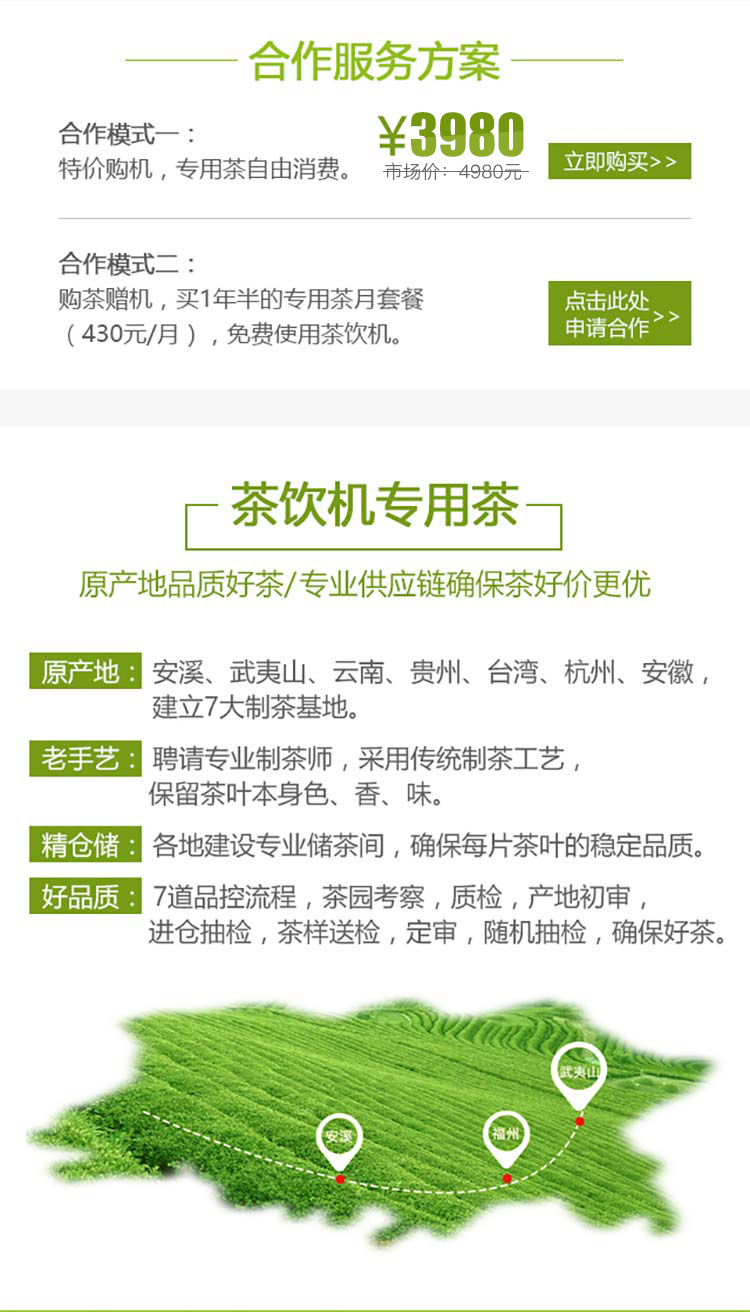 合作服务方案
合作模式一：
特价购机，专用茶自由消费。
¥3980
市场价：4980元
立即购买>>
合作模式二：
购茶赠机，买1年半的专用茶月套餐
（430元/月），免费使用茶饮机。
点击此处
申请合作>>
茶饮机专用茶
原产地品质好茶/专业供应链确保茶好价更优
原产地：安溪、武夷山、云南、贵州、台湾、杭州、安徽，
建立7大制茶基地。
老手艺：聘请专业制茶师，采用传统制茶工艺，
保留茶叶本身色、香、味。
精仓储：各地建设专业储茶间，确保每片茶叶的稳定品质。
好品质：7道品控流程，茶园考察，质检，产地初审，
进仓抽检，茶样送检，定审，随机抽检，确保好茶。
武夷山
安溪
福州